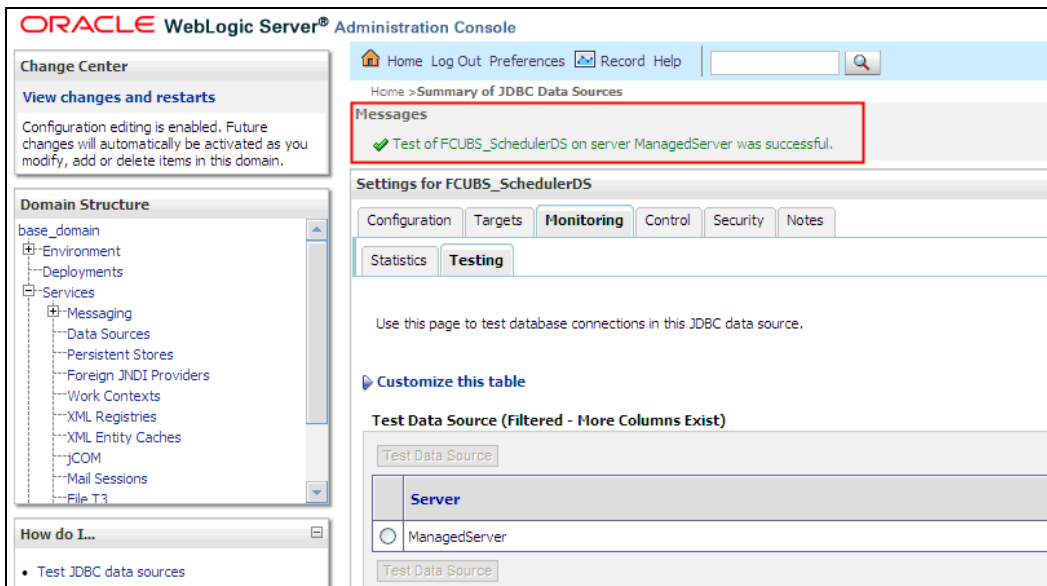 ORACLE WebLogic Server® Administration Console
Change Center
View changes and restarts
Configuration editing is enabled. Future
changes will automatically be activated as you
modify, add or delete items in this domain.
Domain Structure
base_domain
Environment
Deployments
Services
Messaging
Data Sources
Persistent Stores
Foreign JNDI Providers
Work Contexts
XML Registries
XML Entity Caches
jCOM
Mail Sessions
File T3
How do I...
Test JDBC data sources
Home Log Out Preferences Record Help
Home >Summary of JDBC Data Sources
Messages
Test of FCUBS_SchedulerDS on server ManagedServer was successful.
Settings for FCUBS_SchedulerDS
Configuration Targets Monitoring Control Security Notes
Statistics Testing
Use this page to test database connections in this JDBC data source.
Customize this table
Test Data Source (Filtered - More Columns Exist)
Test Data Source
Server
ManagedServer
Test Data Source